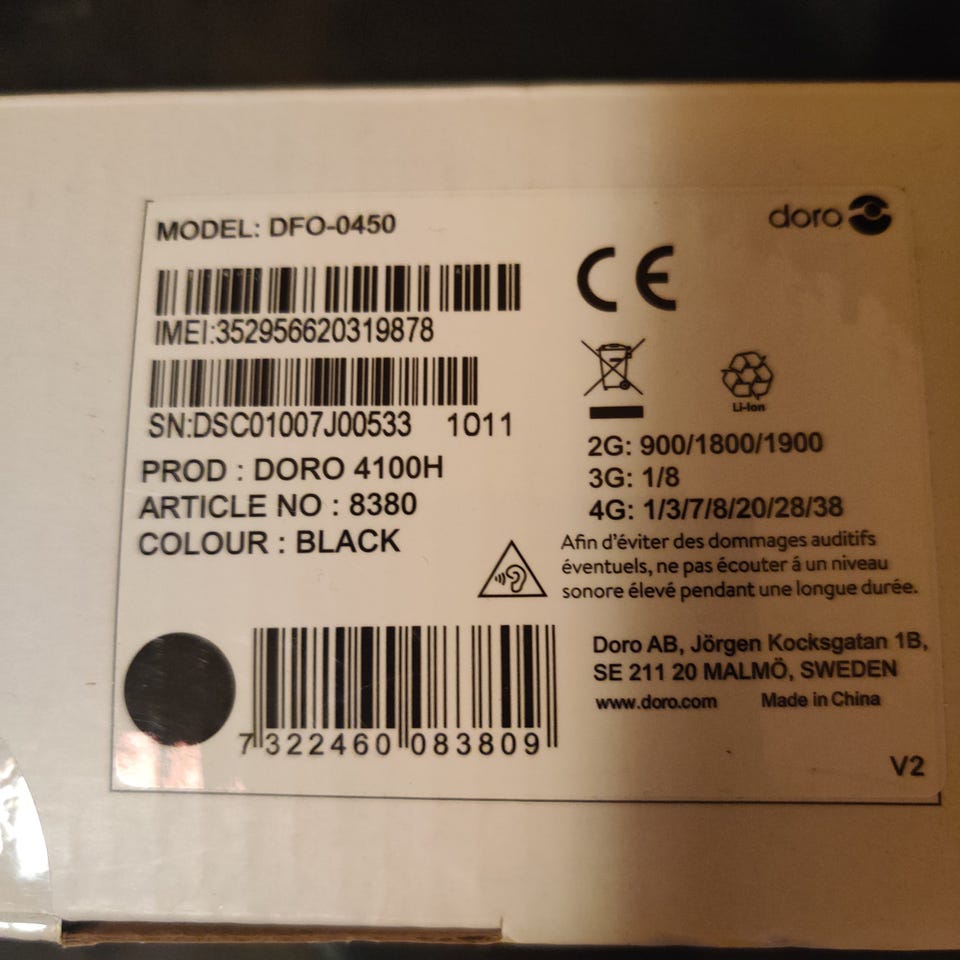 MODEL: DFO-0450
doro
CE
IMEI:352956620319878
SN:DSC01007J00533 1011
Li-Ion
PROD : DORO 4100H
ARTICLE NO : 8380
COLOUR : BLACK
2G: 900/1800/1900
3G: 1/8
4G: 1/3/7/8/20/28/38
Afin d'éviter des dommages auditifs
éventuels, ne pas écouter á un niveau
sonore élevé pendant une longue durée.
7 322460 083809
Doro AB, Jörgen Kocksgatan 1B,
SE 211 20 MALMÖ, SWEDEN
www.doro.com Made in China
V2